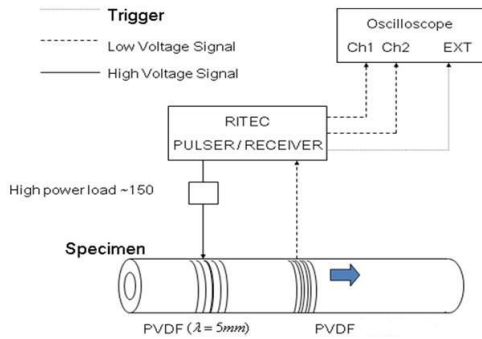 Trigger
Low Voltage Signal
High Voltage Signal
Oscilloscope
Ch1 Ch2 EXT
RITEC
PULSER/RECEIVER
High power load ~150
Specimen
PVDF (λ = 5mm) PVDF